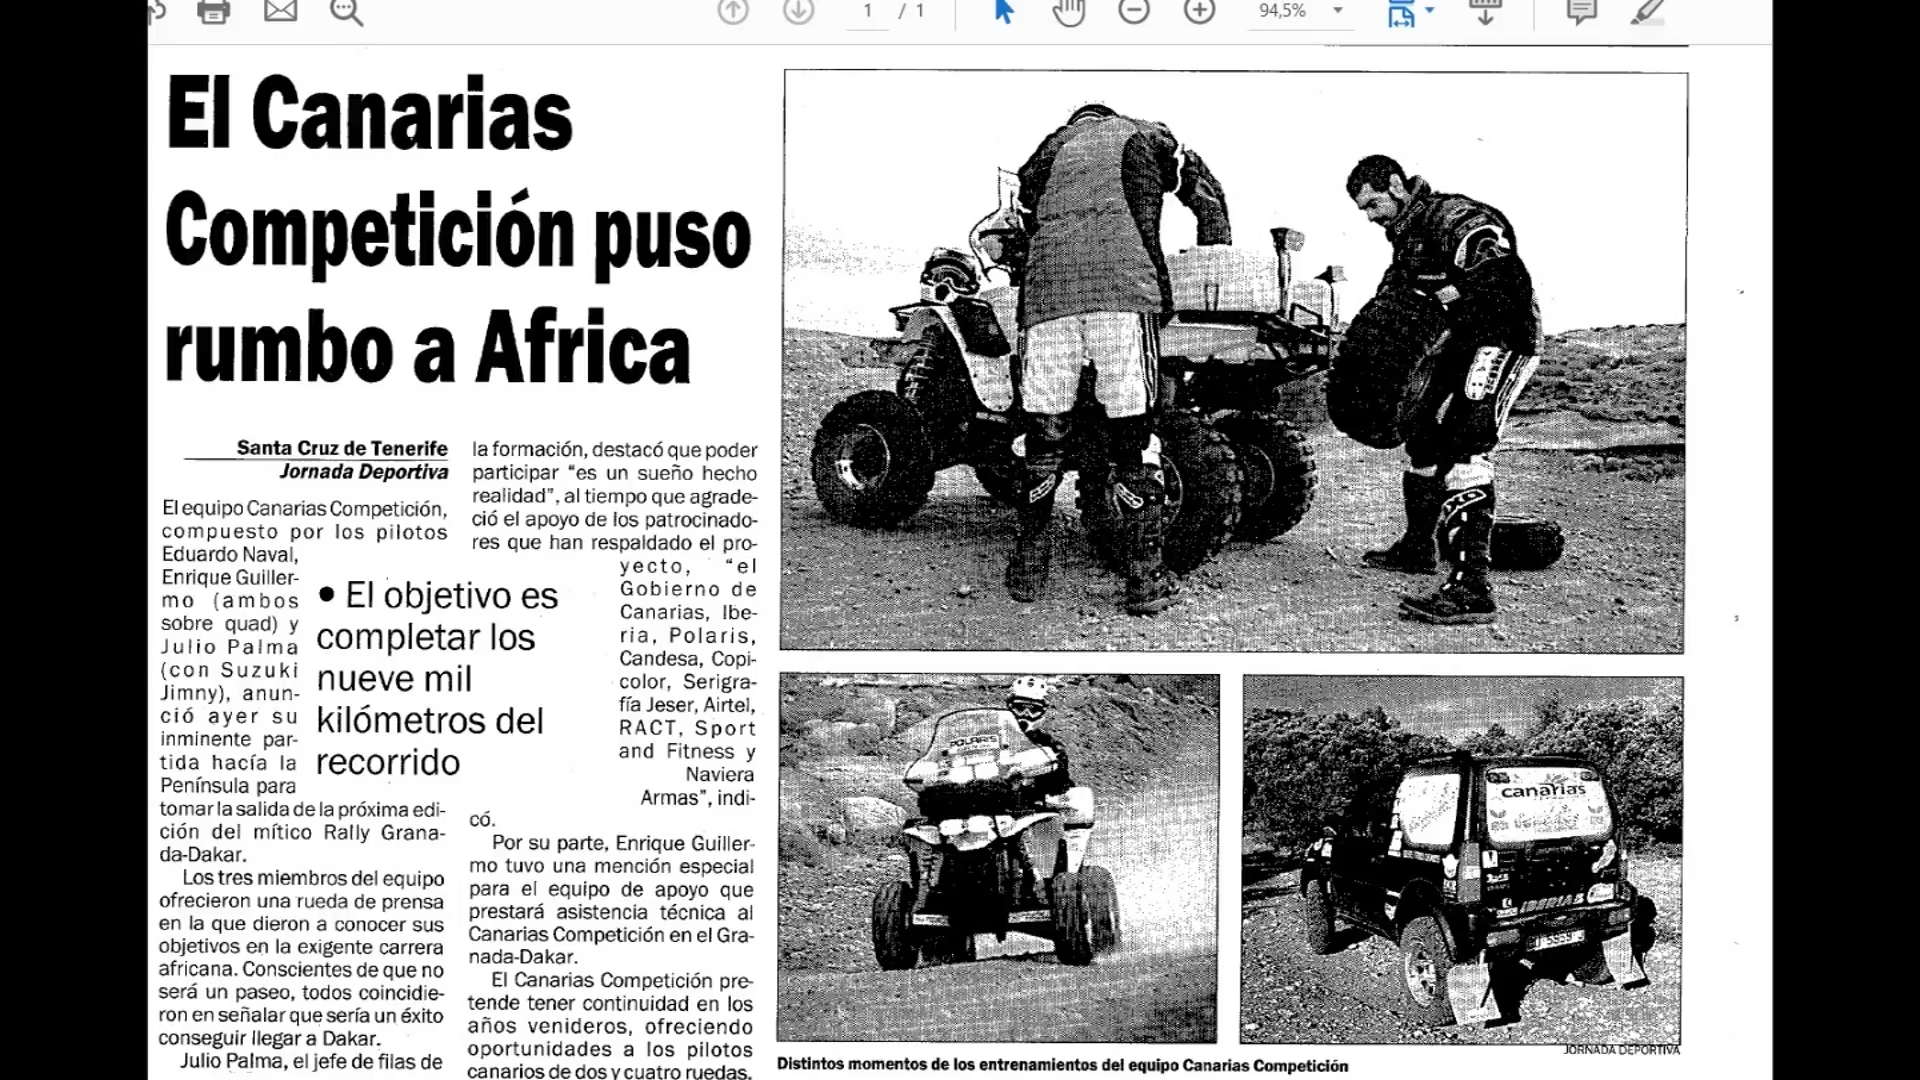 1 / 1
94,5%
El Canarias
Competición puso
rumbo a Africa
Santa Cruz de Tenerife
Jornada Deportiva
El equipo Canarias Competición,
compuesto por los pilotos
Eduardo Naval,
Enrique Guiller-
mo (ambos
sobre quad) y
Julio Palma
(con Suzuki
Jimny), anun-
ció ayer su
inminente par-
tida hacía la
Península para
tomar la salida de la próxima edi-
ción del mítico Rally Grana-
da-Dakar.
Los tres miembros del equipo
ofrecieron una rueda de prensa
en la que dieron a conocer sus
objetivos en la exigente carrera
africana. Conscientes de que no
será un paseo, todos coincidie-
ron en señalar que sería un éxito
conseguir llegar a Dakar.
Julio Palma, el jefe de filas de
• El objetivo es
completar los
nueve mil
kilómetros del
recorrido
la formación, destacó que poder
participar "es un sueño hecho
realidad", al tiempo que agrade-
ció el apoyo de los patrocinado-
res que han respaldado el pro-
yecto, "el
Gobierno de
Canarias, Ibe-
ria, Polaris,
Candesa, Copi-
color, Serigra-
fía Jeser, Airtel,
RACT, Sport
and Fitness y
Naviera
Armas", indi-
có.
Por su parte, Enrique Guiller-
mo tuvo una mención especial
para el equipo de apoyo que
prestará asistencia técnica al
Canarias Competición en el Gra-
nada-Dakar.
El Canarias Competición pre-
tende tener continuidad en los
años venideros, ofreciendo
oportunidades a los pilotos
canarios de dos y cuatro ruedas.
POLARIS
canarias
JORNADA DEPORTIVA
Distintos momentos de los entrenamientos del equipo Canarias Competición